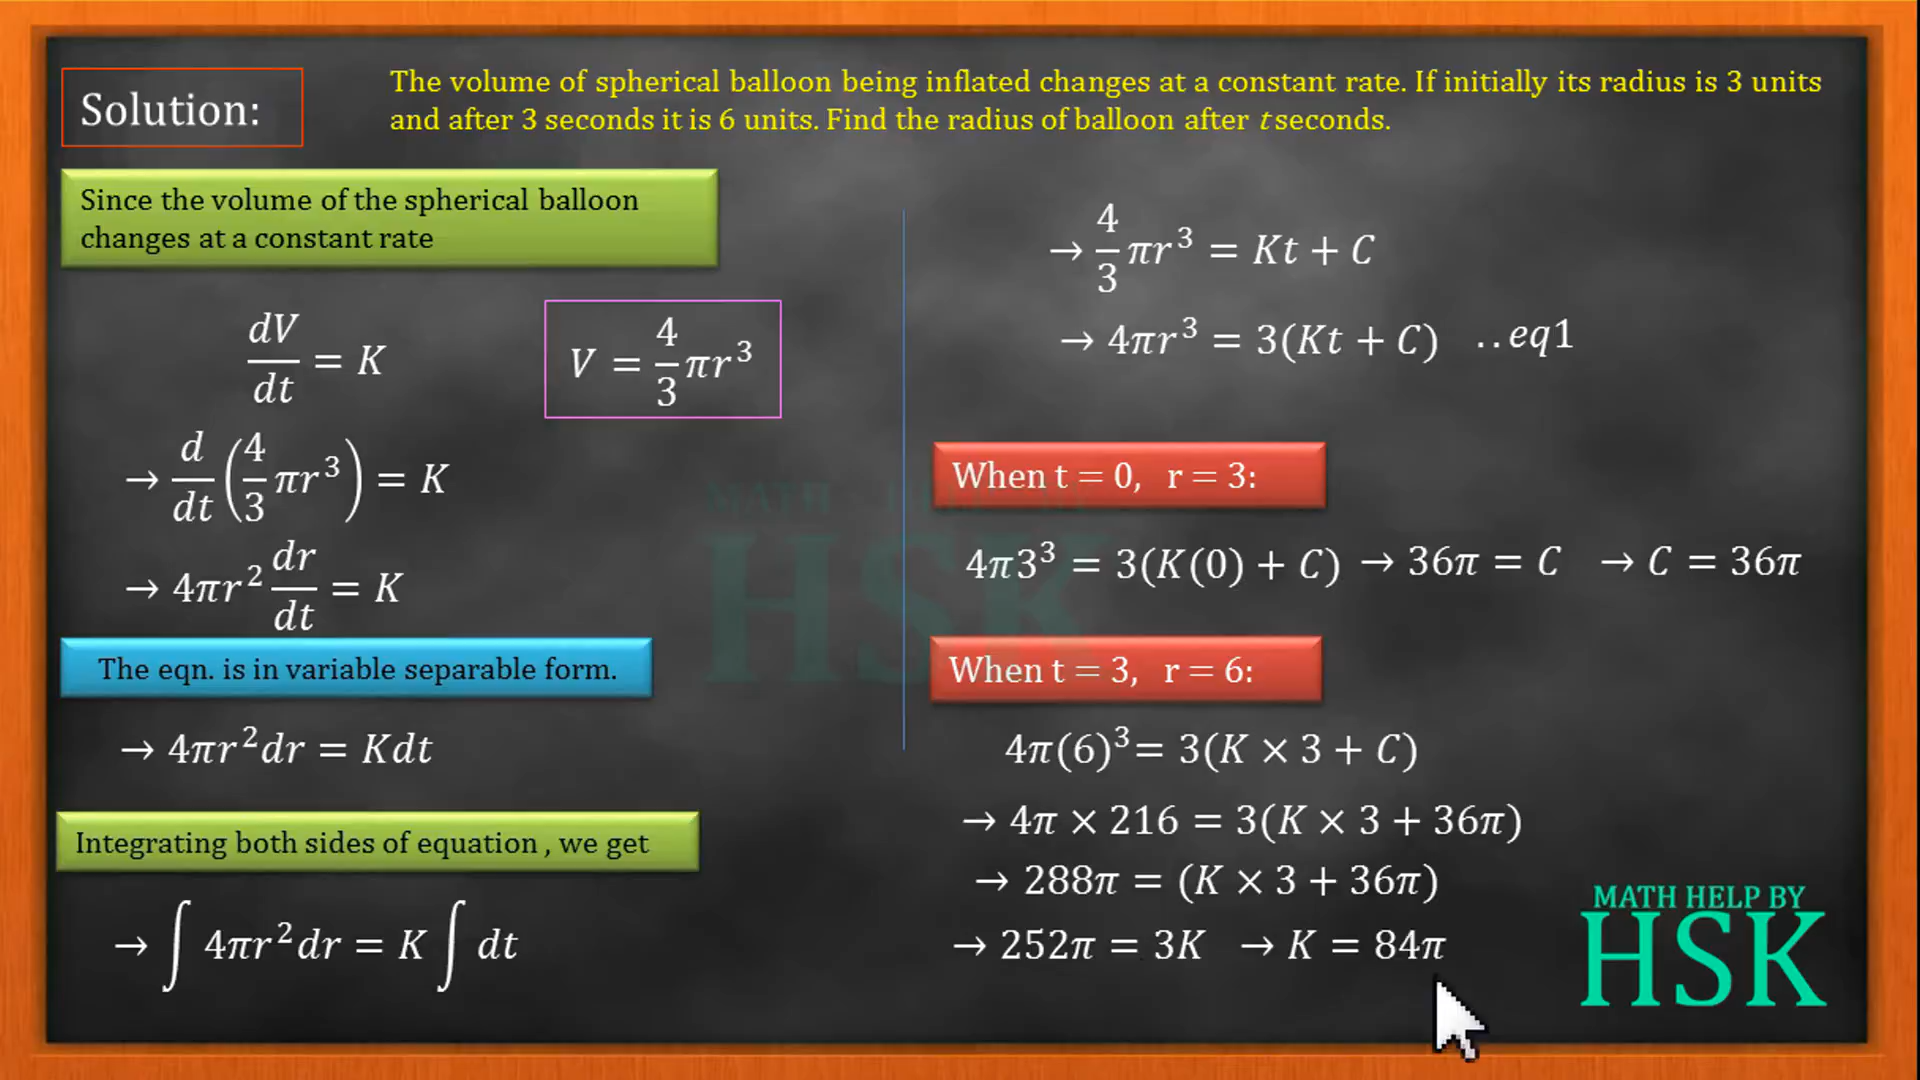 Solution:
The volume of spherical balloon being inflated changes at a constant rate. If initially its radius is 3 units
and after 3 seconds it is 6 units. Find the radius of balloon after t seconds.
Since the volume of the spherical balloon
changes at a constant rate
dV/dt = K
V = 4/3 πr³
→ d/dt (4/3 πr³) = K
→ 4πr² dr/dt = K
The eqn. is in variable separable form.
→ 4πr²dr = Kdt
Integrating both sides of equation , we get
→ ∫ 4πr²dr = K ∫ dt
→ 4/3 πr³ = Kt + C
→ 4πr³ = 3(Kt + C) ..eq1
When t = 0, r = 3:
4π3³ = 3(K(0) + C) → 36π = C → C = 36π
When t = 3, r = 6:
4π(6)³= 3(K × 3 + C)
→ 4π × 216 = 3(K × 3 + 36π)
→ 288π = (K × 3 + 36π)
→ 252π = 3K → K = 84π
MATH HELP BY
HSK
MATH HELP BY
HSK